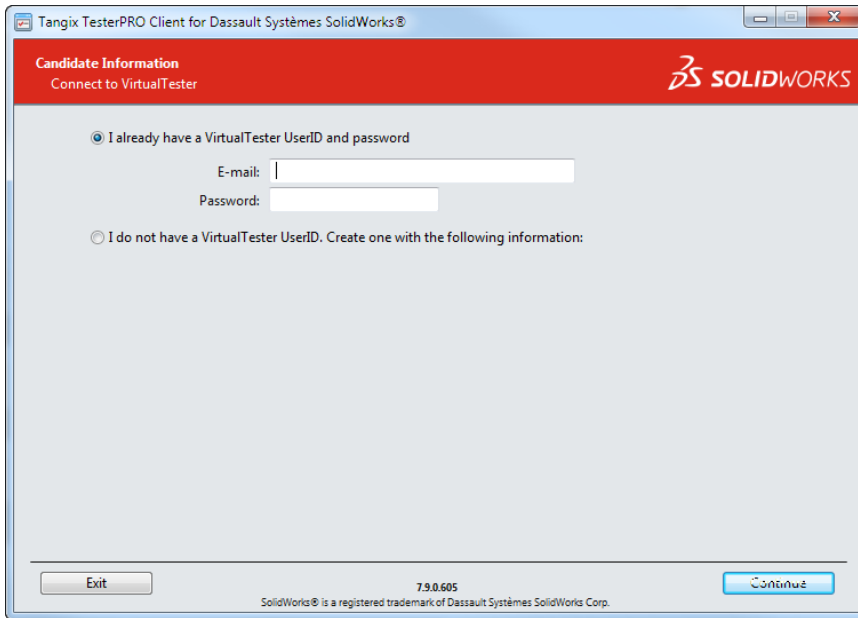 Tangix TesterPRO Client for Dassault Systèmes SolidWorks®
Candidate Information
Connect to VirtualTester
SOLIDWORKS
I already have a VirtualTester UserID and password
E-mail:
Password:
I do not have a VirtualTester UserID. Create one with the following information:
Exit
7.9.0.605
Continue
SolidWorks® is a registered trademark of Dassault Systèmes SolidWorks Corp.